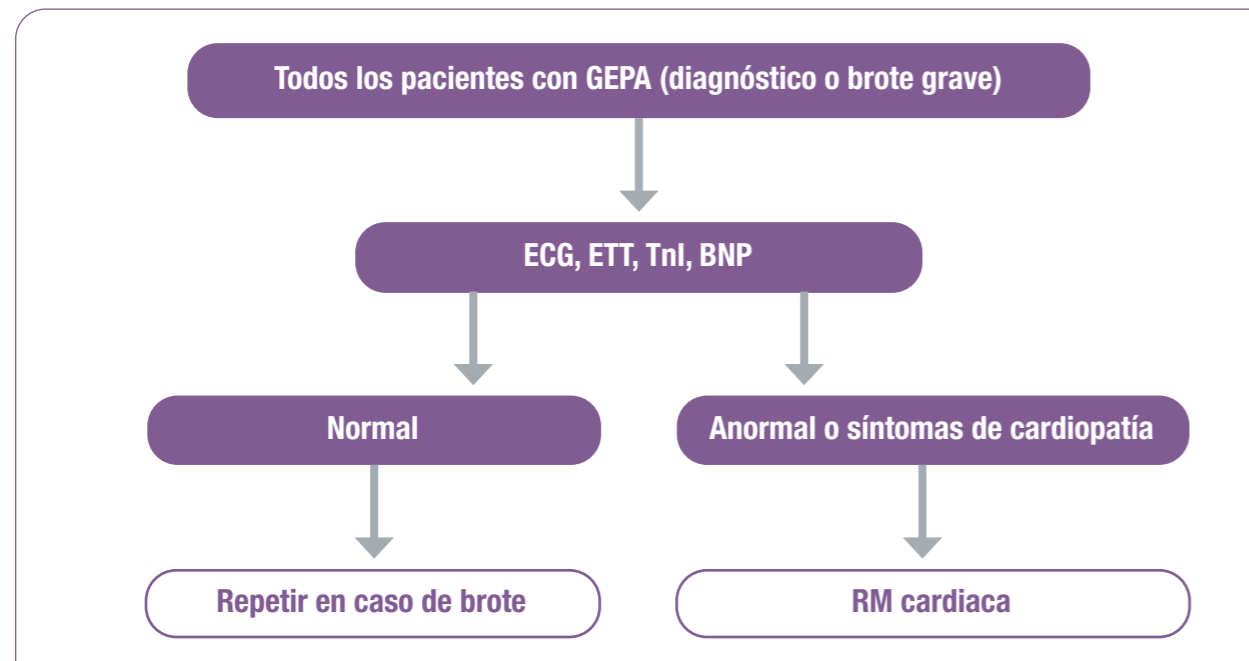 Todos los pacientes con GEPA (diagnóstico o brote grave)
ECG, ETT, TnI, BNP
Normal
Anormal o síntomas de cardiopatía
Repetir en caso de brote
RM cardiaca